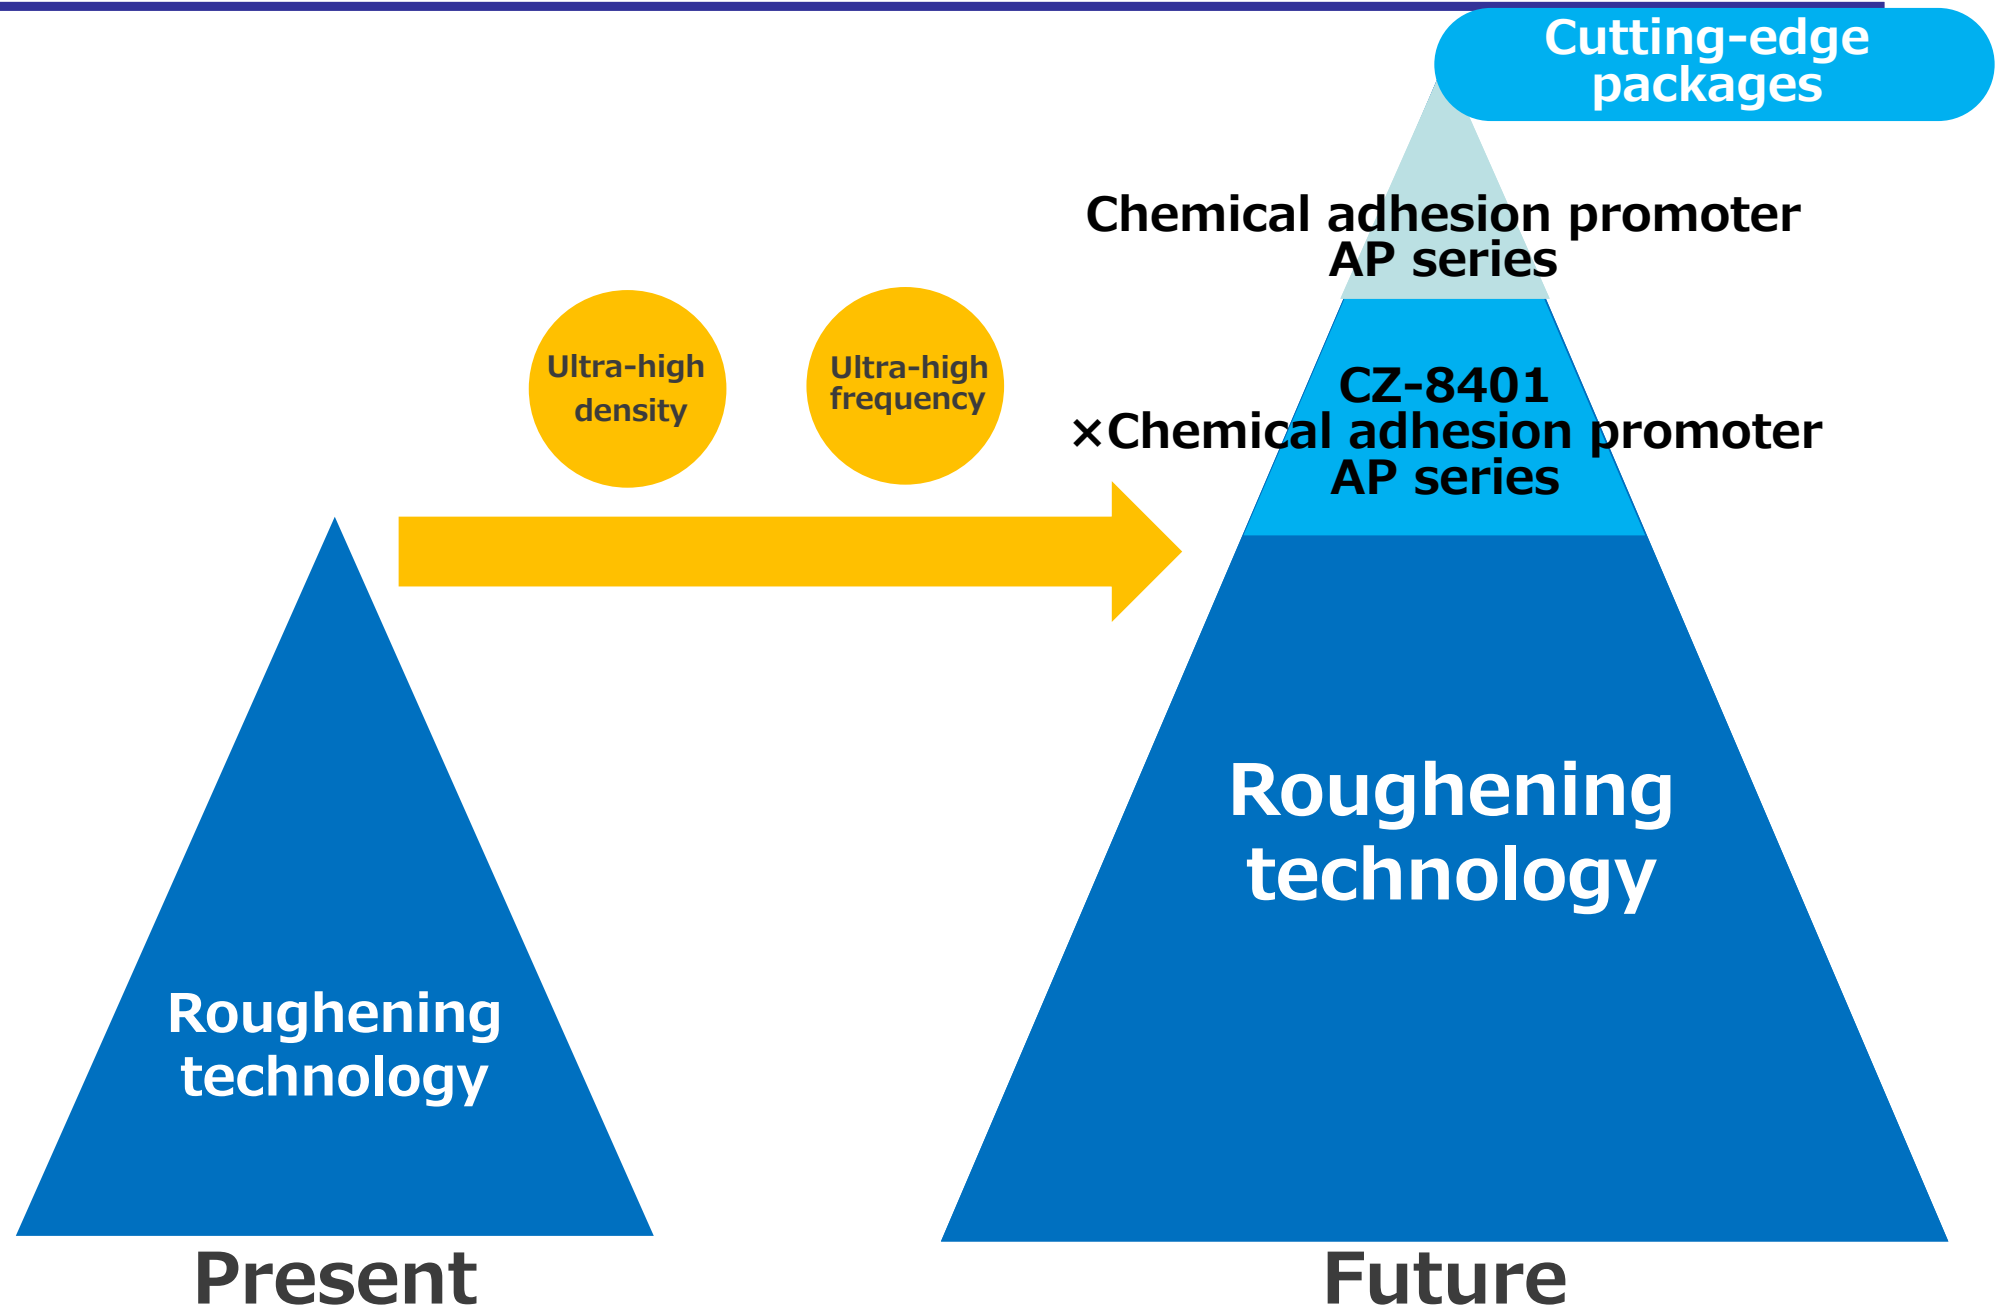 Cutting-edge
packages
Chemical adhesion promoter
AP series
Ultra-high
density
Ultra-high
frequency
CZ-8401
×Chemical adhesion promoter
AP series
Roughening
technology
Roughening
technology
Present
Future